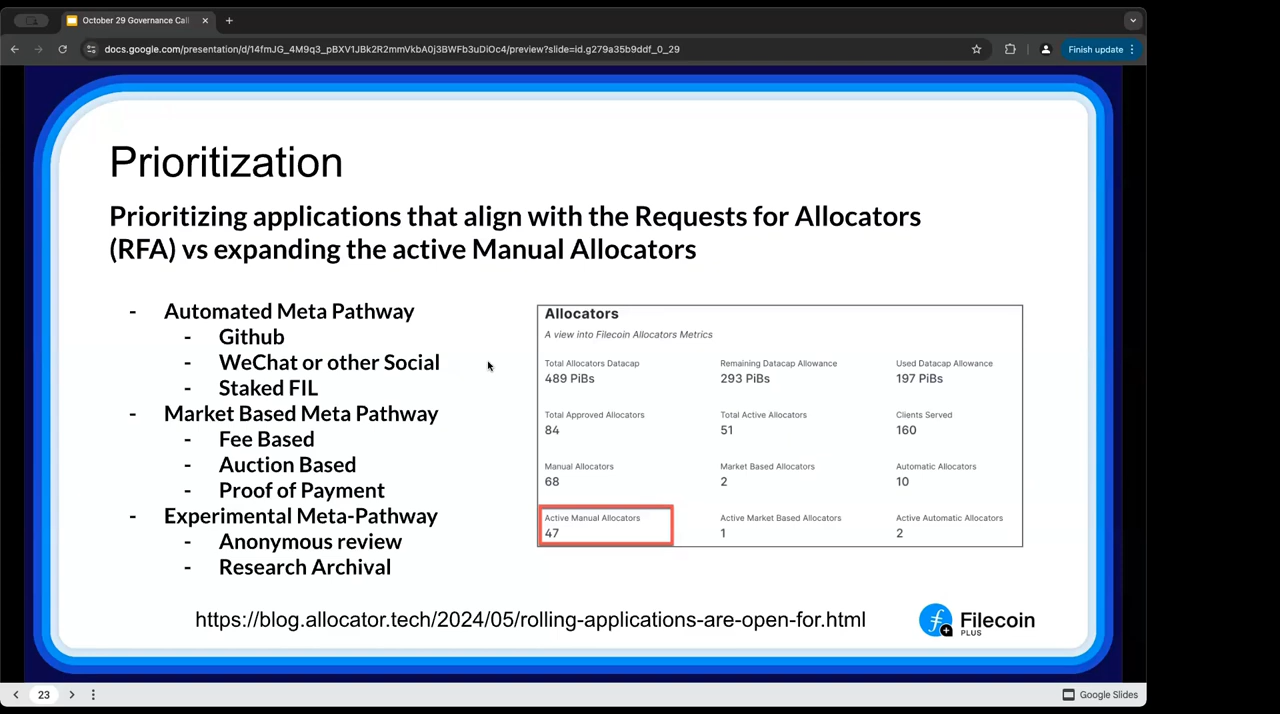 October 29 Governance Call
docs.google.com/presentation/d/14fmJG_4M9q3_pBXV1JBk2R2mmVkbA0j3BWFb3uDiOc4/preview?slide=id.g279a35b9ddf_0_29
Finish update
Prioritization
Prioritizing applications that align with the Requests for Allocators
(RFA) vs expanding the active Manual Allocators
- Automated Meta Pathway
- Github
- WeChat or other Social
- Staked FIL
- Market Based Meta Pathway
- Fee Based
- Auction Based
- Proof of Payment
- Experimental Meta-Pathway
- Anonymous review
- Research Archival
Allocators
A view into Filecoin Allocators Metrics
Total Allocators Datacap
489 PiBs
Remaining Datacap Allowance
293 PiBs
Used Datacap Allowance
197 PiBs
Total Approved Allocators
84
Total Active Allocators
51
Clients Served
160
Manual Allocators
68
Market Based Allocators
2
Automatic Allocators
10
Active Manual Allocators
47
Active Market Based Allocators
1
Active Automatic Allocators
2
https://blog.allocator.tech/2024/05/rolling-applications-are-open-for.html
Filecoin
PLUS
23
Google Slides